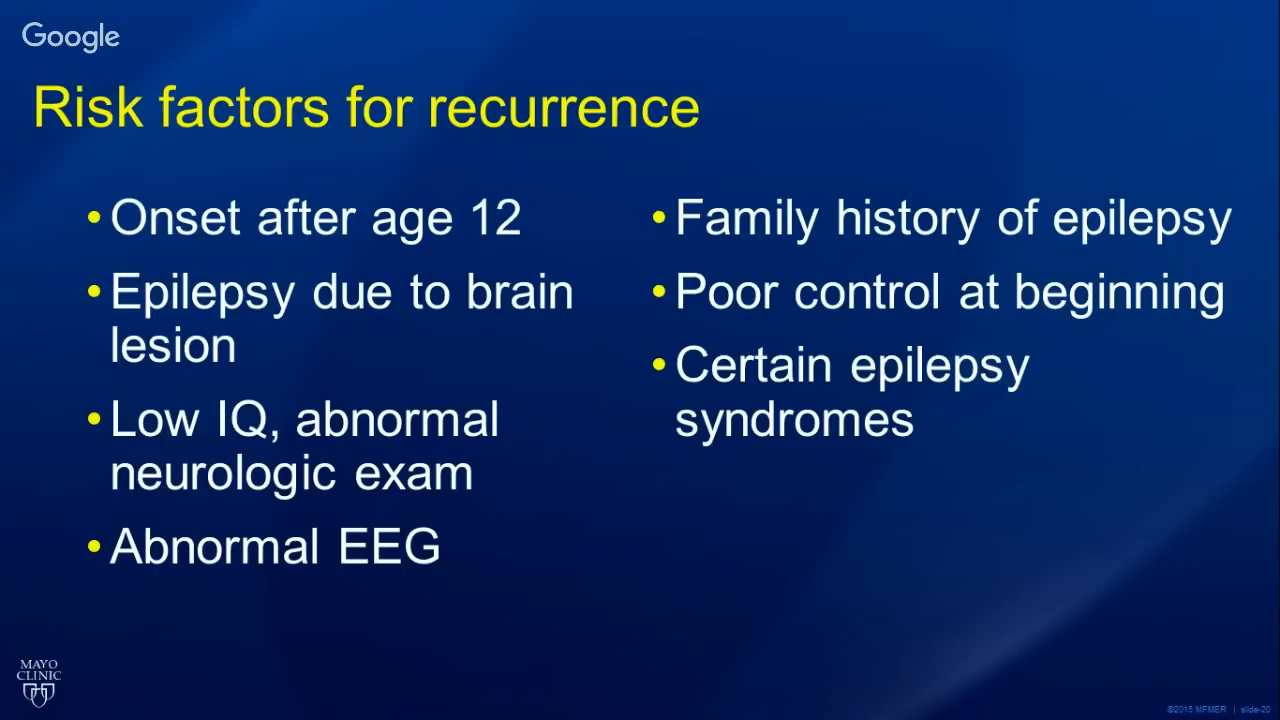 Google
Risk factors for recurrence
• Onset after age 12
• Epilepsy due to brain
lesion
• Low IQ, abnormal
neurologic exam
• Abnormal EEG
• Family history of epilepsy
• Poor control at beginning
• Certain epilepsy
syndromes
MAYO
CLINIC
©2015 MFMER | slide-20